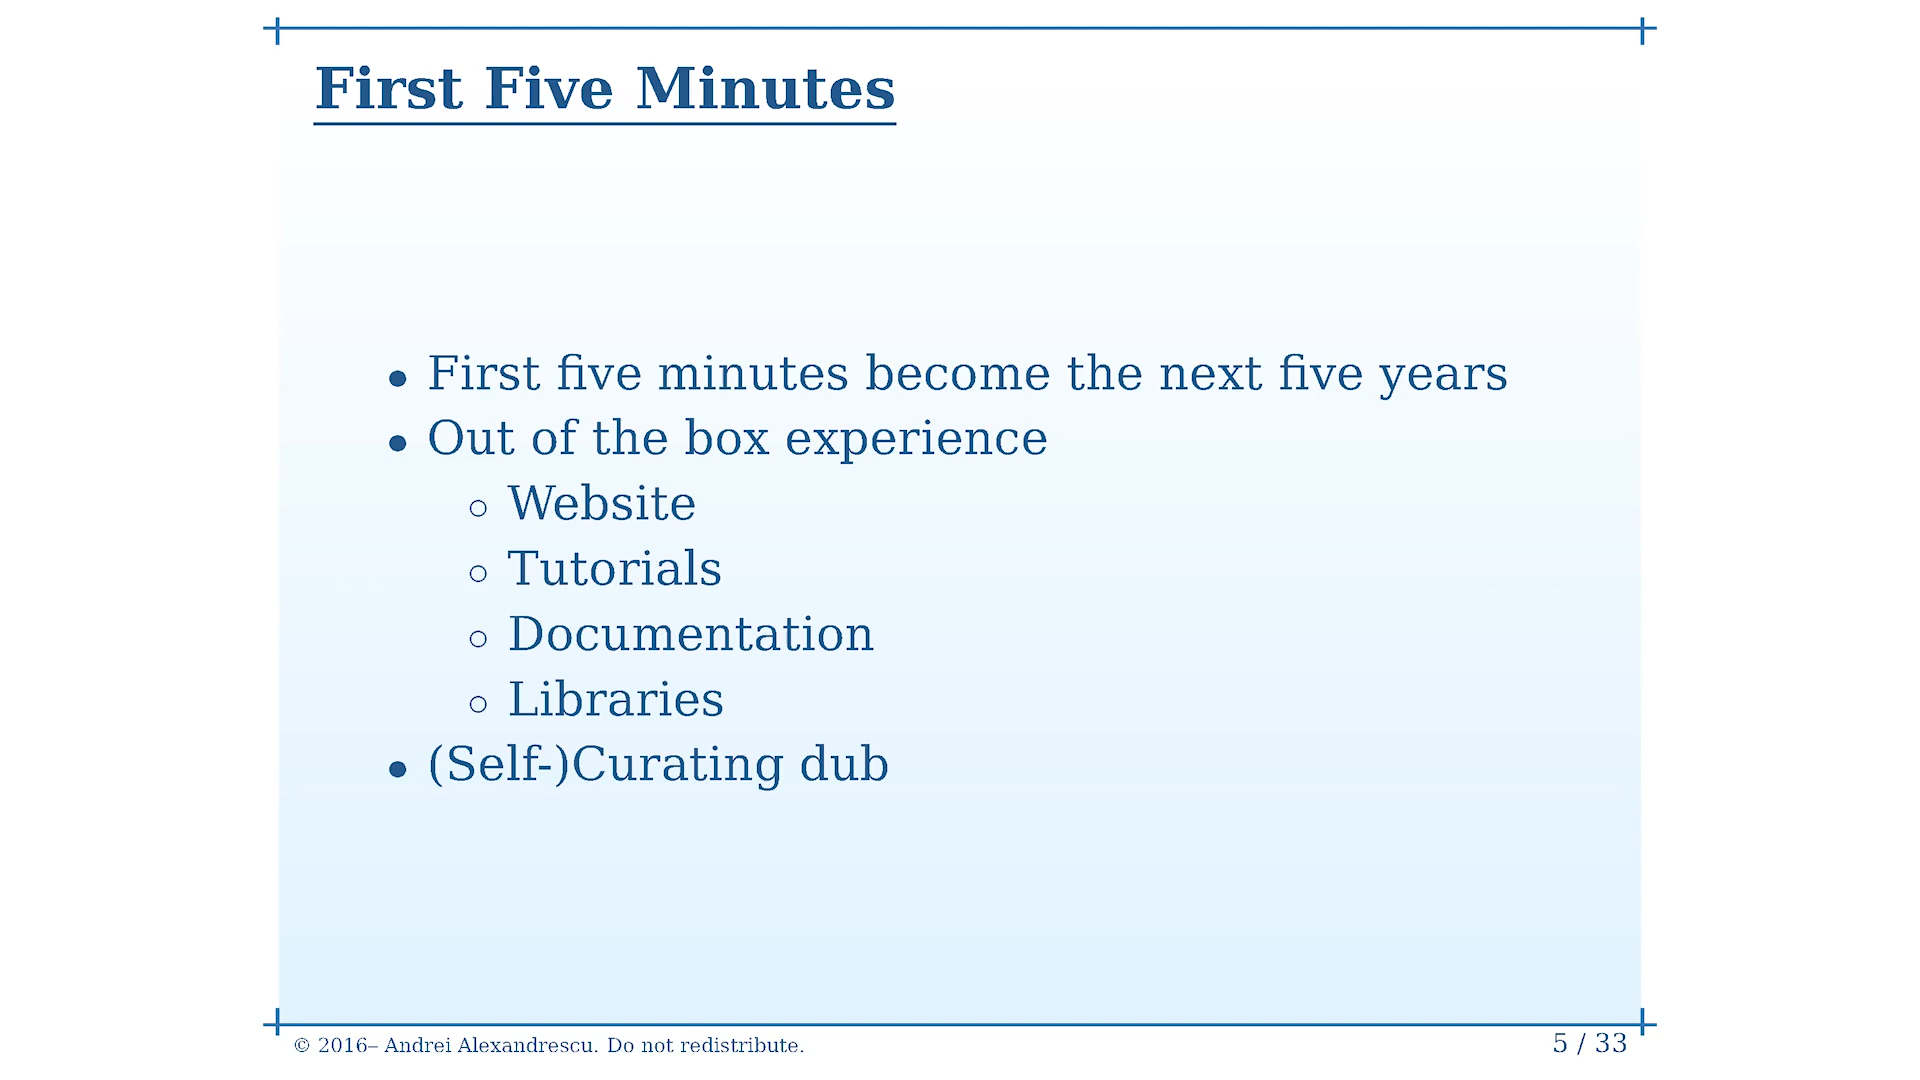 First Five Minutes
• First five minutes become the next five years
• Out of the box experience
○ Website
○ Tutorials
○ Documentation
○ Libraries
• (Self-)Curating dub
© 2016– Andrei Alexandrescu. Do not redistribute.
5 / 33